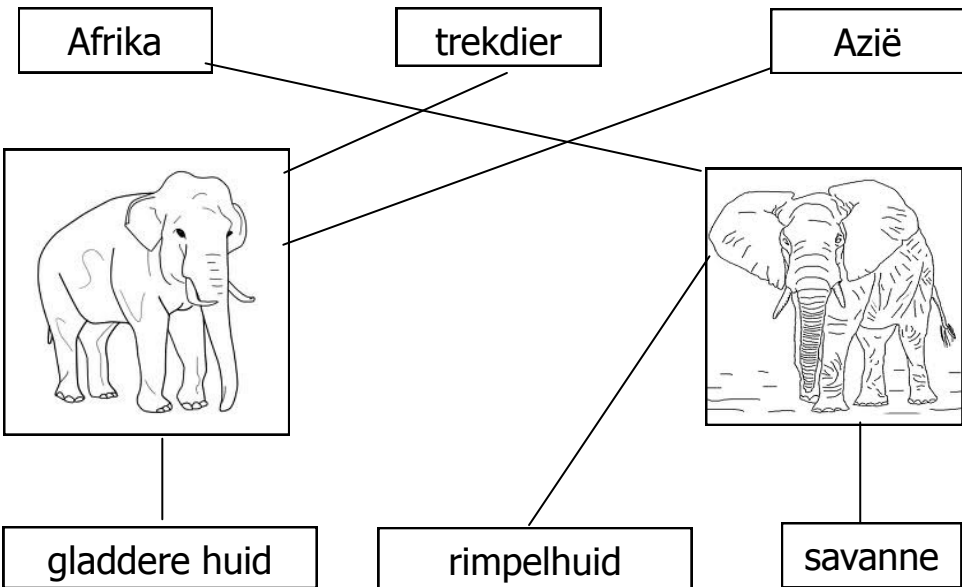 Afrika
trekdier
Azië
gladdere huid
rimpelhuid
savanne